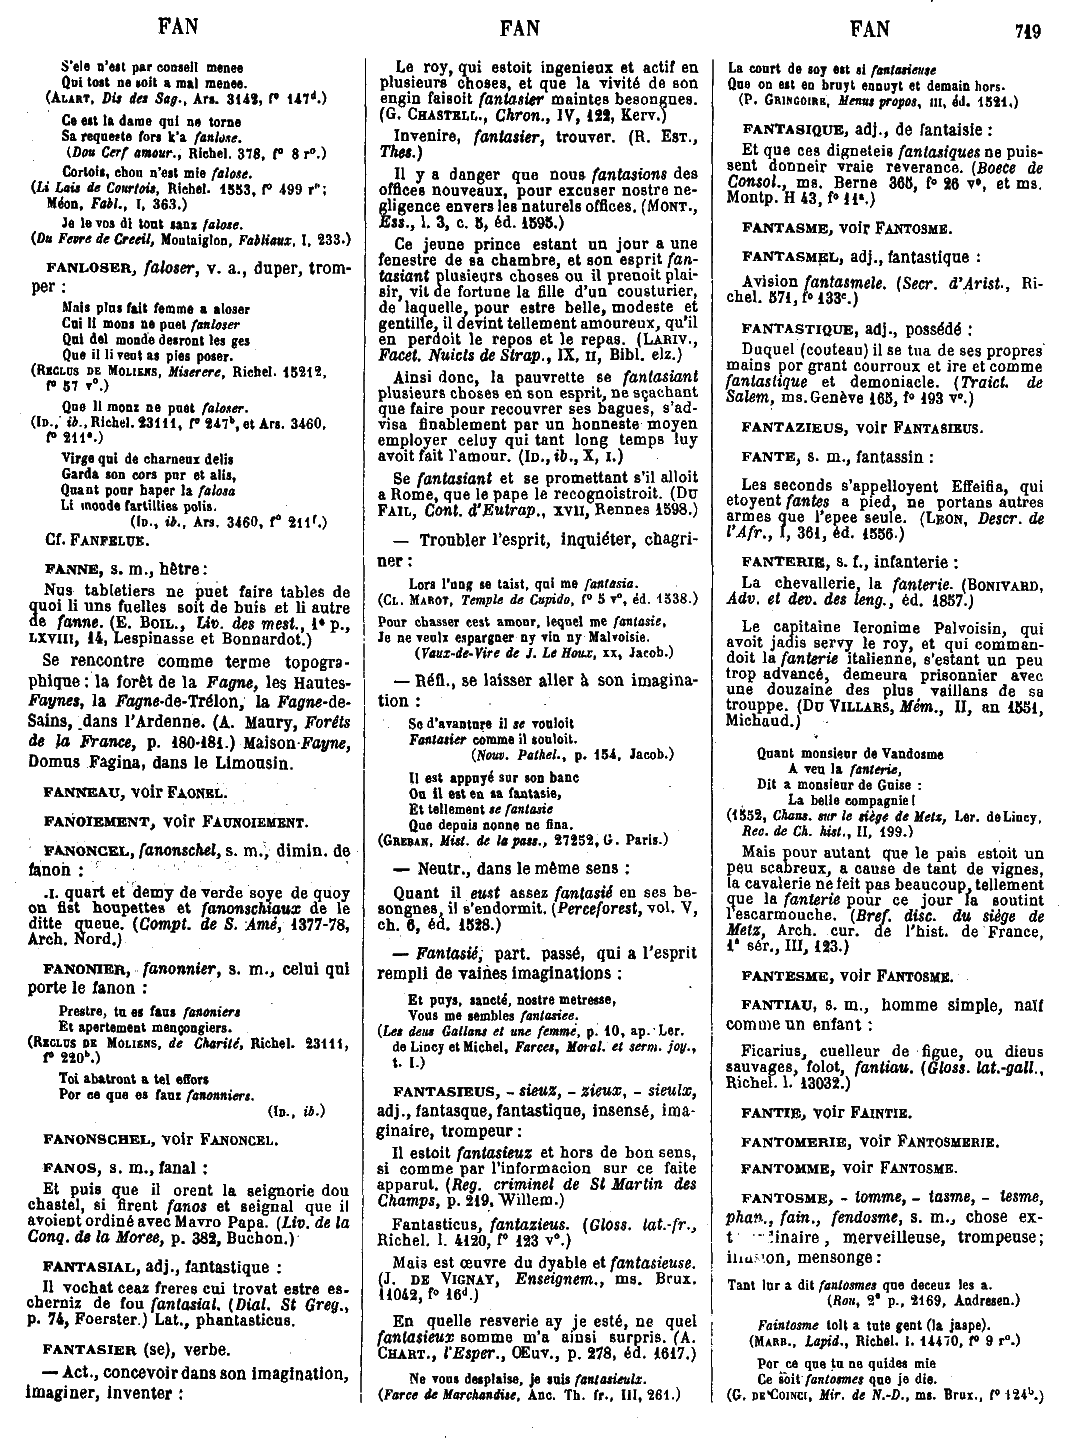 FAN
FAN
FAN
719
S'ele n'est par conseil menee
Qui tost ne soit a mal menee.
(ALART, Dis des Sag., Ars. 3142, f° 147ᵈ.)
Ce est la dame qui ne torne
Sa requeste fors k'a fanlose.
(Dou Cerf amour., Richel. 378, f° 8 r°.)
Cortois, chou n'est mie falose.
(Li Lais de Courtois, Richel. 1553, f° 499 r°;
Méon, Fabl., I, 363.)
Je le vos di tout sanz falose.
(Du Fevre de Creeil, Montaiglon, Fabliaux, I, 233.)
FANLOSER, faloser, v. a., duper, trom-
per :
Mais plus fait femme a aloser
Cui li mons ne puet fanloser
Qui del monde desront les ges
Que il li vent as pies poser.
(RECLUS DE MOLIENS, Miserere, Richel. 15212,
f° 57 v°.)
Que li monz ne puet faloser.
(ID., ib., Richel. 23111, f° 247ᵇ, et Ars. 3460,
f° 211ᵉ.)
Virge qui de charneux delis
Garda son cors pur et alis,
Quant pour haper la falosa
Li moode fartillies polis.
(ID., ib., Ars. 3460, f° 211ᶠ.)
Cf. FANFELUE.
FANNE, s. m., hêtre :
Nus tabletiers ne puet faire tables de
quoi li uns fuelles soit de buis et li autre
de fanne. (E. BOIL., Liv. des mest., 1ᵉ p.,
LXVIII, 14, Lespinasse et Bonnardot.)
Se rencontre comme terme topogra-
phique : la forêt de la Fagne, les Hautes-
Faynes, la Fagne-de-Trélon, la Fagne-de-
Sains, dans l'Ardenne. (A. Maury, Forêts
de la France, p. 180-181.) Maison-Fayne,
Domus Fagina, dans le Limousin.
FANNEAU, voir FAONEL.
FANOIEMENT, voir FAUNOIEMENT.
FANONCEL, fanonschel, s. m., dimin. de
fanon :
.I. quart et demy de verde soye de quoy
on fist houpettes et fanonschiaux de le
ditte queue. (Compt. de S. Amé, 1377-78,
Arch. Nord.)
FANONIER, fanonnier, s. m., celui qui
porte le fanon :
Prestre, tu es faus fanoniers
Et apertement mençongiers.
(RECLUS DE MOLIENS, de Charité, Richel. 23111,
f° 220ᵇ.)
Toi abatront a tel effors
Por ce que es fauz fanonniers.
(ID., ib.)
FANONSCHEL, voir FANONCEL.
FANOS, s. m., fanal :
Et puis que il orent la seignorie dou
chastel, si firent fanos et seignal que il
avoient ordiné avec Mavro Papa. (Liv. de la
Conq. de la Moree, p. 382, Buchon.)
FANTASIAL, adj., fantastique :
Il vochat ceaz freres cui trovat estre es-
cherniz de fou fantasial. (Dial. St Greg.,
p. 74, Foerster.) Lat., phantasticus.
FANTASIER (se), verbe.
— Act., concevoir dans son imagination,
imaginer, inventer :
Le roy, qui estoit ingenieux et actif en
plusieurs choses, et que la vivité de son
engin faisoit fantasier maintes besongnes.
(G. CHASTELL., Chron., IV, 122, Kerv.)
Invenire, fantasier, trouver. (R. EST.,
Thes.)
Il y a danger que nous fantasions des
offices nouveaux, pour excuser nostre ne-
gligence envers les naturels offices. (MONT.,
Ess., l. 3, c. 5, éd. 1595.)
Ce jeune prince estant un jour a une
fenestre de sa chambre, et son esprit fan-
tasiant plusieurs choses ou il prenoit plai-
sir, vit de fortune la fille d'un cousturier,
de laquelle, pour estre belle, modeste et
gentille, il devint tellement amoureux, qu'il
en perdoit le repos et le repas. (LARIV.,
Facet. Nuicts de Strap., IX, II, Bibl. elz.)
Ainsi donc, la pauvrette se fantasiant
plusieurs choses en son esprit, ne sçachant
que faire pour recouvrer ses bagues, s'ad-
visa finablement par un honneste moyen
employer celuy qui tant long temps luy
avoit fait l'amour. (ID., ib., X, I.)
Se fantasiant et se promettant s'il alloit
a Rome, que le pape le recognoistroit. (DU
FAIL, Cont. d'Eutrap., XVII, Rennes 1598.)
— Troubler l'esprit, inquiéter, chagri-
ner :
Lors l'ung se taist, qui me fantasia.
(CL. MAROT, Temple de Cupido, f° 5 v°, éd. 1538.)
Pour chasser cest amour, lequel me fantasie,
Je ne veulx espargner ny vin ny Malvoisie.
(Vaux-de-Vire de J. Le Houx, XX, Jacob.)
— Réfl., se laisser aller à son imagina-
tion :
Se d'avanture il se vouloit
Fantasier comme il souloit.
(Nouv. Pathel., p. 154, Jacob.)
Il est appuyé sur son banc
Ou il est en sa fantasie,
Et tellement se fantasie
Que depuis nonne ne fina.
(GREBAN, Mist. de la pass., 27252, G. Paris.)
— Neutr., dans le même sens :
Quant il eust assez fantasié en ses be-
songnes, il s'endormit. (Perceforest, vol. V,
ch. 6, éd. 1528.)
— Fantasié, part. passé, qui a l'esprit
rempli de vaines imaginations :
Et puys, sancté, nostre metresse,
Vous me sembles fantasiee.
(Les deus Gallans et une femme, p. 10, ap. Ler.
de Lincy et Michel, Farces, Moral. et serm. joy.,
t. I.)
FANTASIEUS, - sieuz, - zieux, - sieulx,
adj., fantasque, fantastique, insensé, ima-
ginaire, trompeur :
Il estoit fantasieuz et hors de bon sens,
si comme par l'informacion sur ce faite
apparut. (Reg. criminel de St Martin des
Champs, p. 219, Willem.)
Fantasticus, fantazieus. (Gloss. lat.-fr.,
Richel. l. 4120, f° 123 v°.)
Mais est œuvre du dyable et fantasieuse.
(J. DE VIGNAY, Enseignem., ms. Brux.
11042, f° 16ᵈ.)
En quelle resverie ay je esté, ne quel
fantasieux somme m'a ainsi surpris. (A.
CHART., l'Esper., Œuv., p. 278, éd. 1617.)
Ne vous desplaise, je suis fantasieulx.
(Farce de Marchandise, Anc. Th. fr., III, 261.)
La court de soy est si fantasieuse
Que on est en bruyt ennuyt et demain hors.
(P. GRINGOIRE, Menus propos, III, éd. 1521.)
FANTASIQUE, adj., de fantaisie :
Et que ces digneteis fantasiques ne puis-
sent donneir vraie reverance. (Boece de
Consol., ms. Berne 365, f° 26 v°, et ms.
Montp. H 43, f° 11ᵃ.)
FANTASME, voir FANTOSME.
FANTASMEL, adj., fantastique :
Avision fantasmele. (Secr. d'Arist., Ri-
chel. 571, f° 133ᶜ.)
FANTASTIQUE, adj., possédé :
Duquel (couteau) il se tua de ses propres
mains por grant courroux et ire et comme
fantastique et demoniacle. (Traict. de
Salem, ms. Genève 165, f° 193 v°.)
FANTAZIEUS, voir FANTASIEUS.
FANTE, s. m., fantassin :
Les seconds s'appelloyent Effeifia, qui
etoyent fantes a pied, ne portans autres
armes que l'epee seule. (LEON, Descr. de
l'Afr., I, 361, éd. 1556.)
FANTERIE, s. f., infanterie :
La chevallerie, la fanterie. (BONIVARD,
Adv. et dev. des leng., éd. 1857.)
Le capitaine Ieronime Palvoisin, qui
avoit jadis servy le roy, et qui comman-
doit la fanterie italienne, s'estant un peu
trop advancé, demeura prisonnier avec
une douzaine des plus vaillans de sa
trouppe. (DU VILLARS, Mém., II, an 1551,
Michaud.)
Quant monsieur de Vandosme
A veu la fanterie,
Dit a monsieur de Guise :
La belle compagnie !
(1552, Chans. sur le siège de Metz, Ler. de Lincy,
Rec. de Ch. hist., II, 199.)
Mais pour autant que le pais estoit un
peu scabreux, a cause de tant de vignes,
la cavalerie ne feit pas beaucoup, tellement
que la fanterie pour ce jour la soutint
l'escarmouche. (Bref. disc. du siège de
Metz, Arch. cur. de l'hist. de France,
1ᵉ sér., III, 123.)
FANTESME, voir FANTOSME.
FANTIAU, s. m., homme simple, naïf
comme un enfant :
Ficarius, cuelleur de figue, ou dieus
sauvages, folot, fantiau. (Gloss. lat.-gall.,
Richel. l. 13032.)
FANTIE, voir FAINTIE.
FANTOMERIE, voir FANTOSMERIE.
FANTOMME, voir FANTOSME.
FANTOSME, - tomme, - tasme, - tesme,
phan., fain., fendosme, s. m., chose ex-
t inaire, merveilleuse, trompeuse ;
illusion, mensonge :
Tant lur a dit fantosmes que deceuz les a.
(Rou, 2ᵉ p., 2169, Andresen.)
Faintosme tolt a tute gent (la jaspe).
(MARB., Lapid., Richel. l. 14470, f° 9 r°.)
Por ce que tu ne quides mie
Ce soit fantosmes que je die.
(G. DE COINCI, Mir. de N.-D., ms. Brux., f° 124ᵇ.)